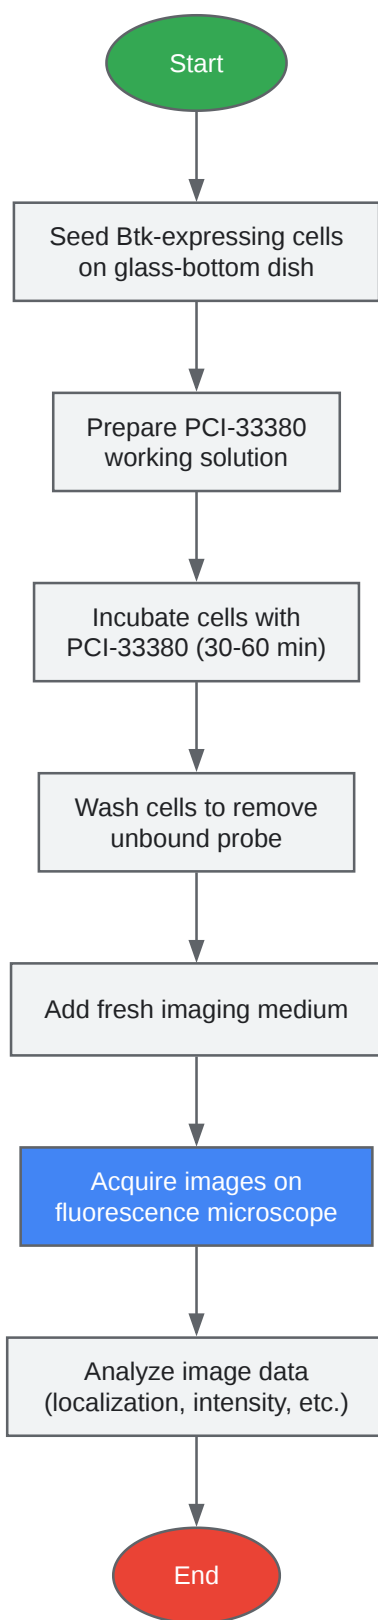 Start
Seed Btk-expressing cells
on glass-bottom dish
Prepare PCI-33380
working solution
Incubate cells with
PCI-33380 (30-60 min)
Wash cells to remove
unbound probe
Add fresh imaging medium
Acquire images on
fluorescence microscope
Analyze image data
(localization, intensity, etc.)
End